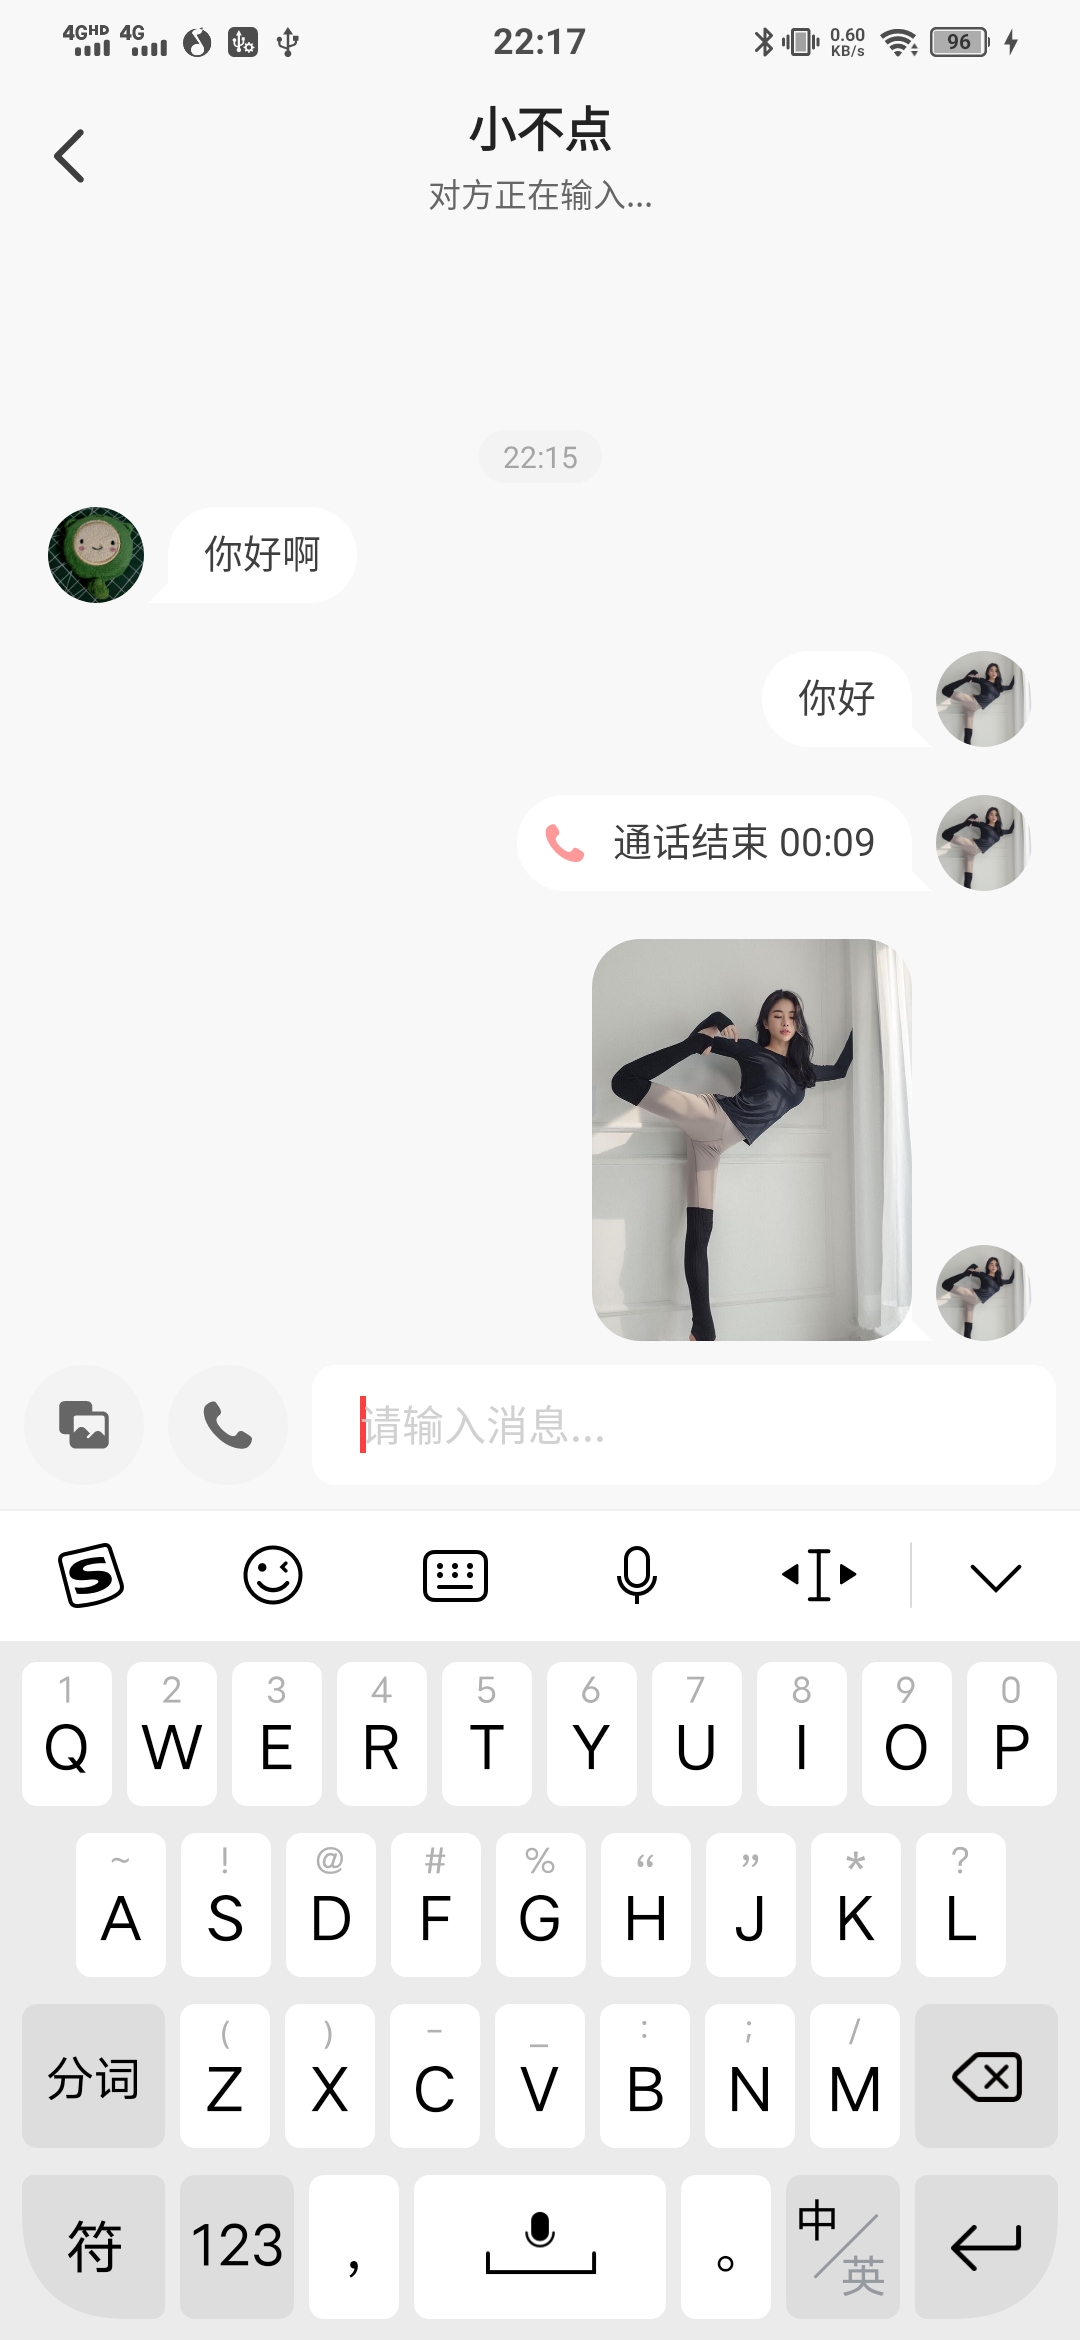 4GHD 4G 22:17 0.60 KB/s 96
小不点
对方正在输入...
22:15
你好啊
你好
通话结束 00:09
请输入消息...
1 2 3 4 5 6 7 8 9 0
Q W E R T Y U I O P
~ ! @ # % “ ” * ?
A S D F G H J K L
( ) - _ : ; /
分词 Z X C V B N M
符 123 , 。 中/英